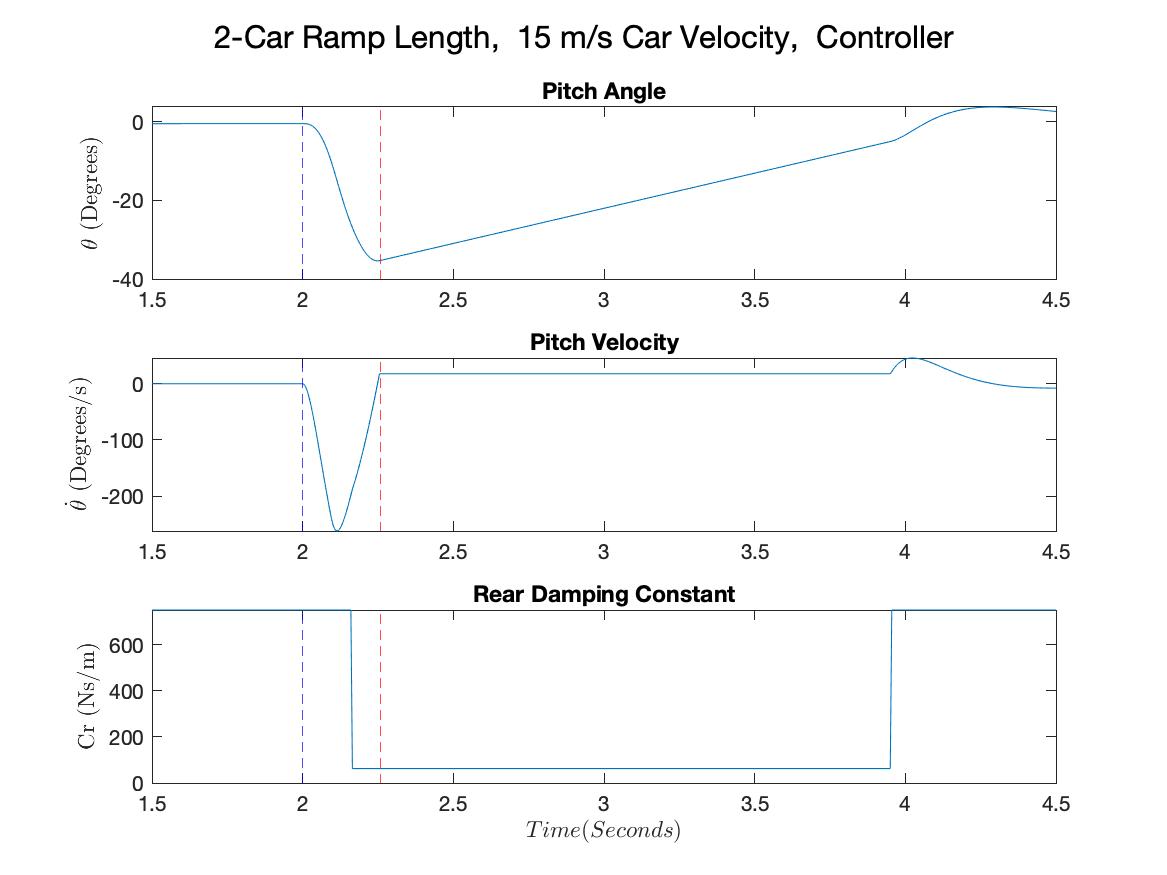 2-Car Ramp Length, 15 m/s Car Velocity, Controller
Pitch Angle
θ (Degrees)
0
-20
-40
1.5 2 2.5 3 3.5 4 4.5
Pitch Velocity
θ̇ (Degrees/s)
0
-100
-200
1.5 2 2.5 3 3.5 4 4.5
Rear Damping Constant
Cr (Ns/m)
600
400
200
0
1.5 2 2.5 3 3.5 4 4.5
Time(Seconds)